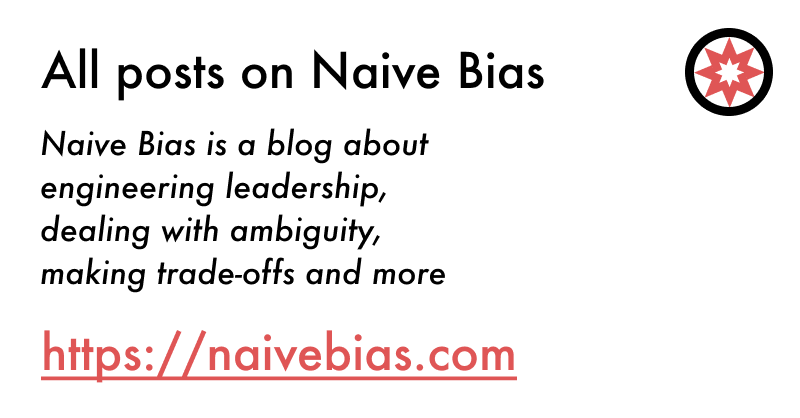 All posts on Naive Bias
Naive Bias is a blog about
engineering leadership,
dealing with ambiguity,
making trade-offs and more
https://naivebias.com